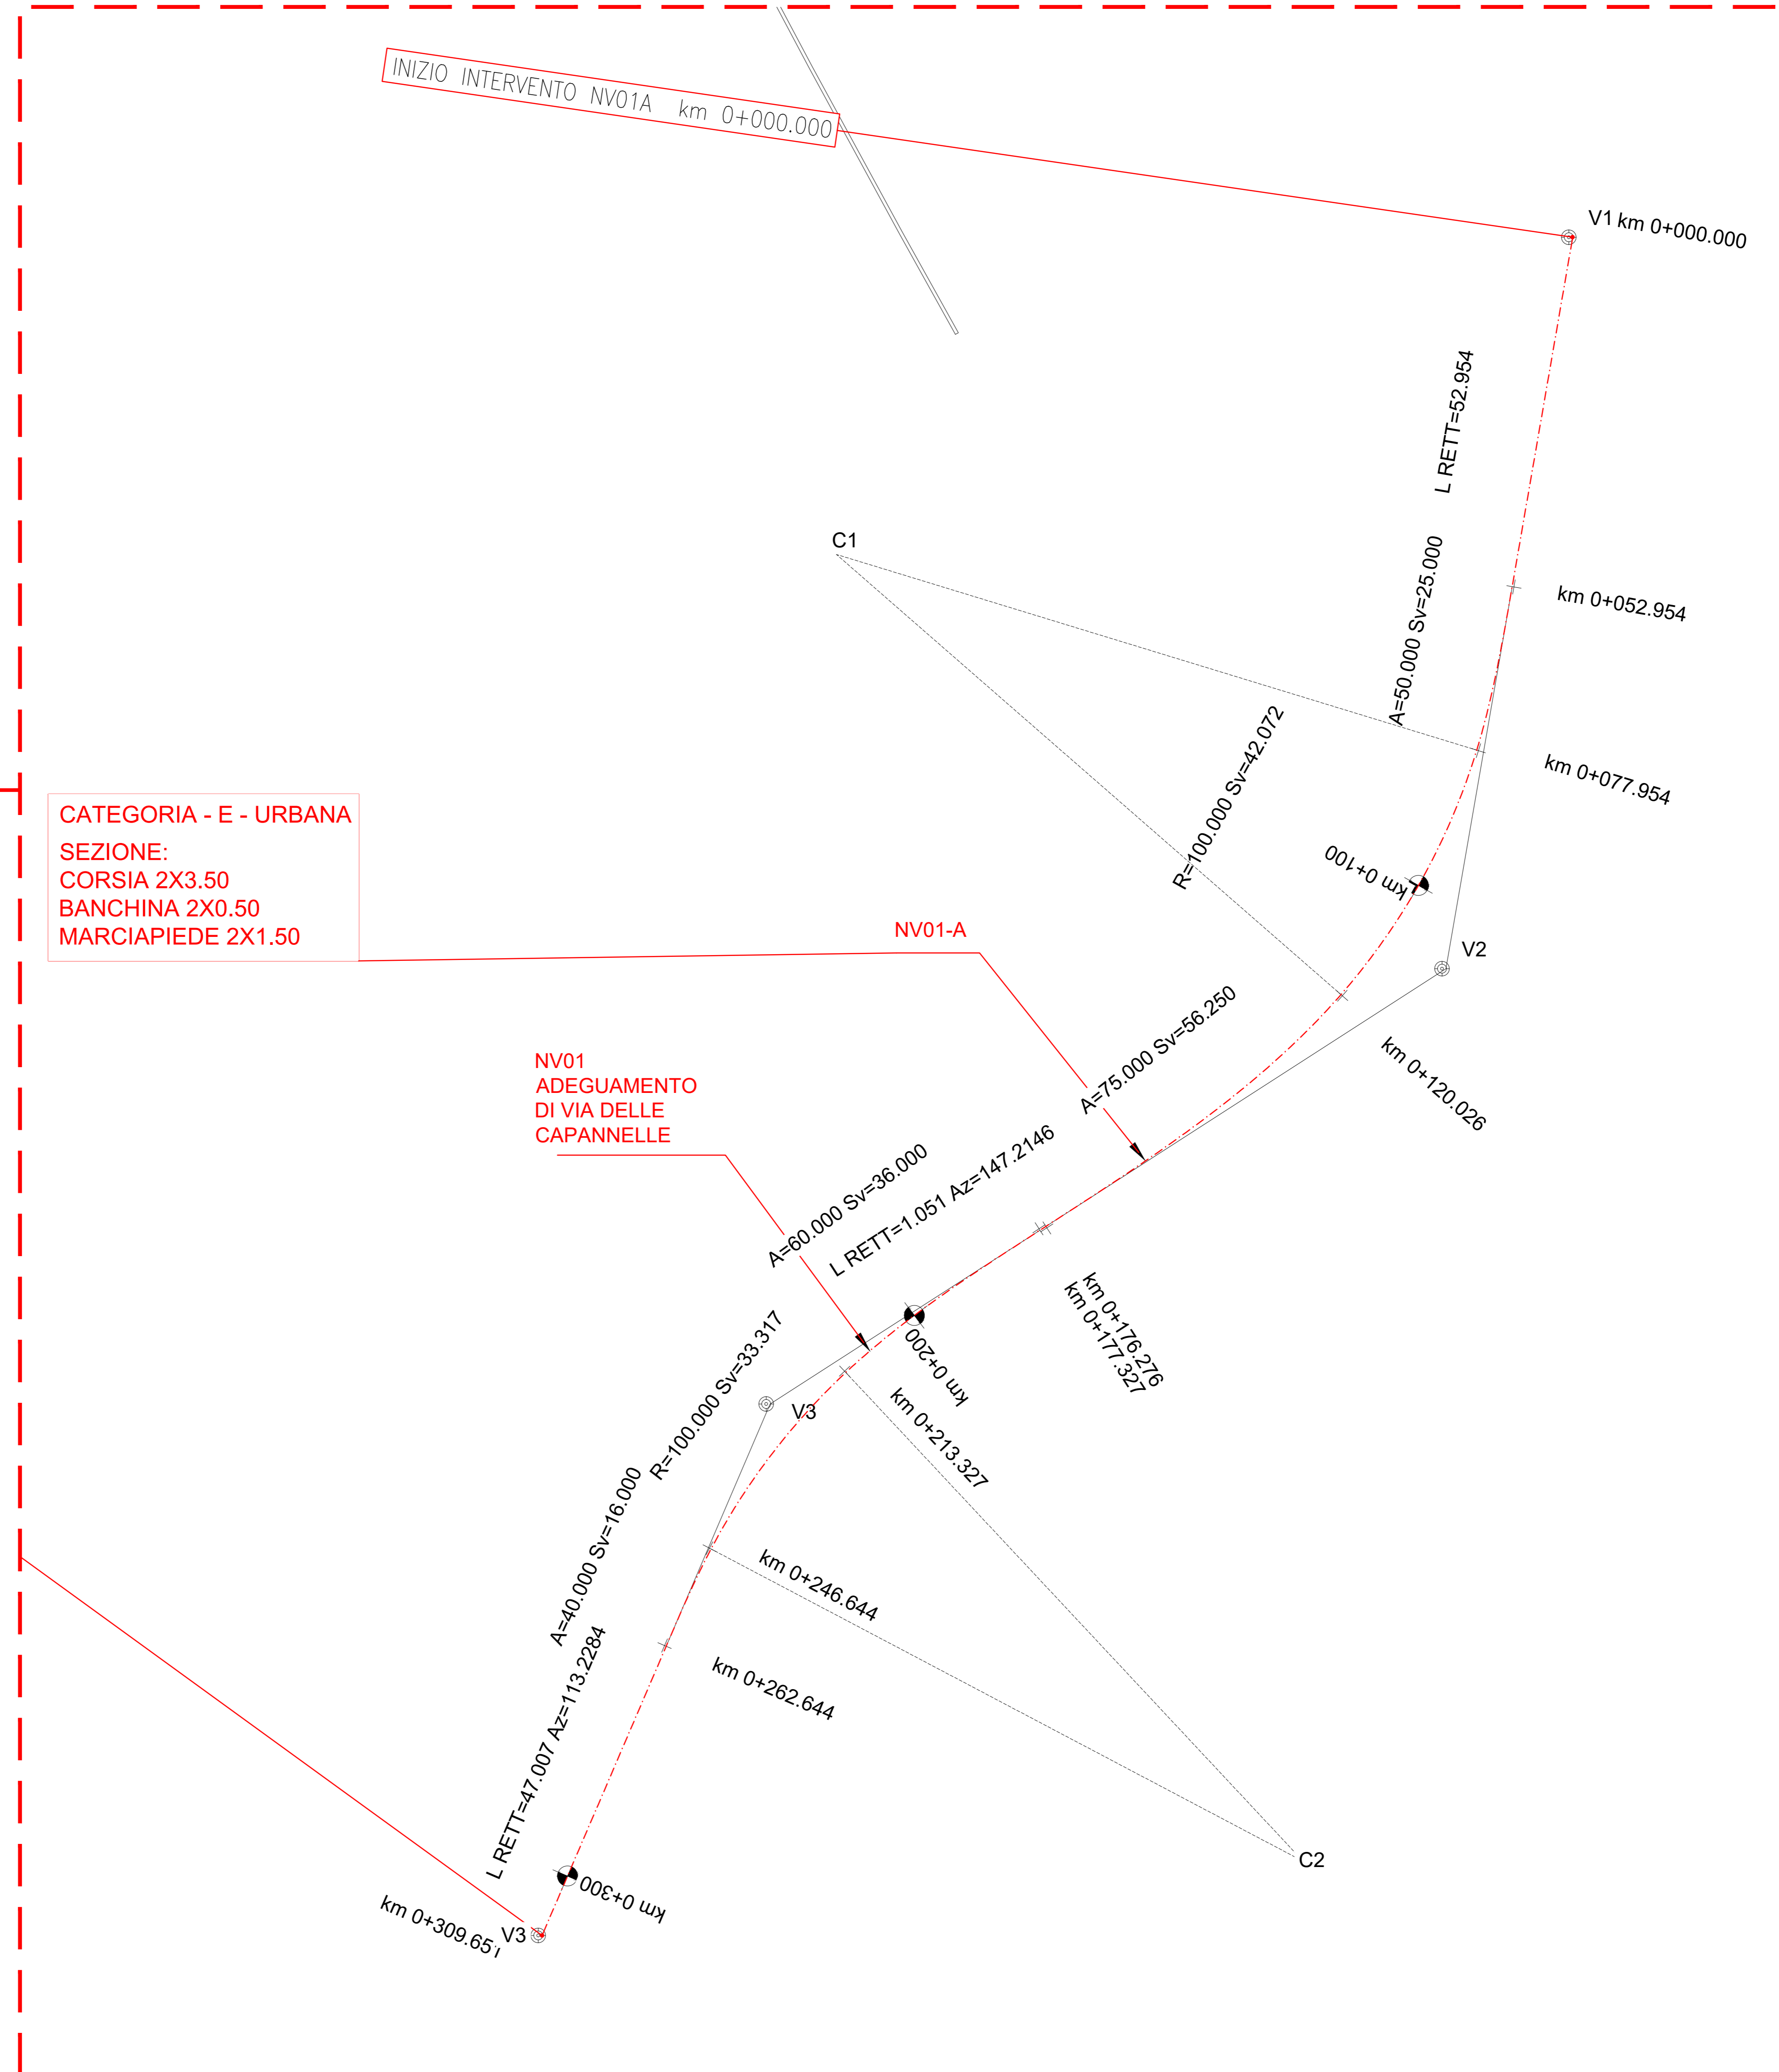 INIZIO INTERVENTO NV01A km 0+000.000
V1 km 0+000.000
L RETT=52.954
C1
A=50.000 Sv=25.000
km 0+052.954
R=100.000 Sv=42.072
km 0+077.954
CATEGORIA - E - URBANA
SEZIONE:
CORSIA 2X3.50
BANCHINA 2X0.50
MARCIAPIEDE 2X1.50
km 0+100
NV01-A
V2
A=75.000 Sv=56.250
km 0+120.026
NV01
ADEGUAMENTO
DI VIA DELLE
CAPANNELLE
L RETT=1.051 Az=147.2146
A=60.000 Sv=36.000
km 0+176.276
km 0+177.327
km 0+200
R=100.000 Sv=33.317
V3
km 0+213.327
A=40.000 Sv=16.000
km 0+246.644
L RETT=47.007 Az=113.2284
km 0+262.644
C2
km 0+300
km 0+309.651
V3